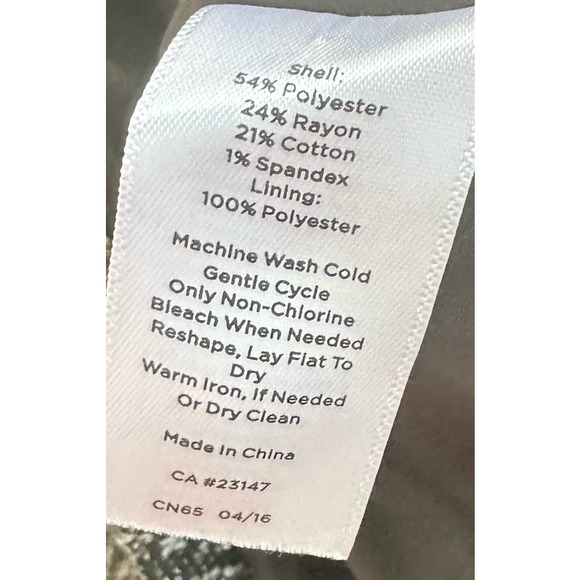 Shell:
54% Polyester
24% Rayon
21% Cotton
1% Spandex
Lining:
100% Polyester
Machine Wash Cold
Gentle Cycle
Only Non-Chlorine
Bleach When Needed
Reshape, Lay Flat To
Dry
Warm Iron, If Needed
Or Dry Clean
Made In China
CA #23147
CN65 04/16